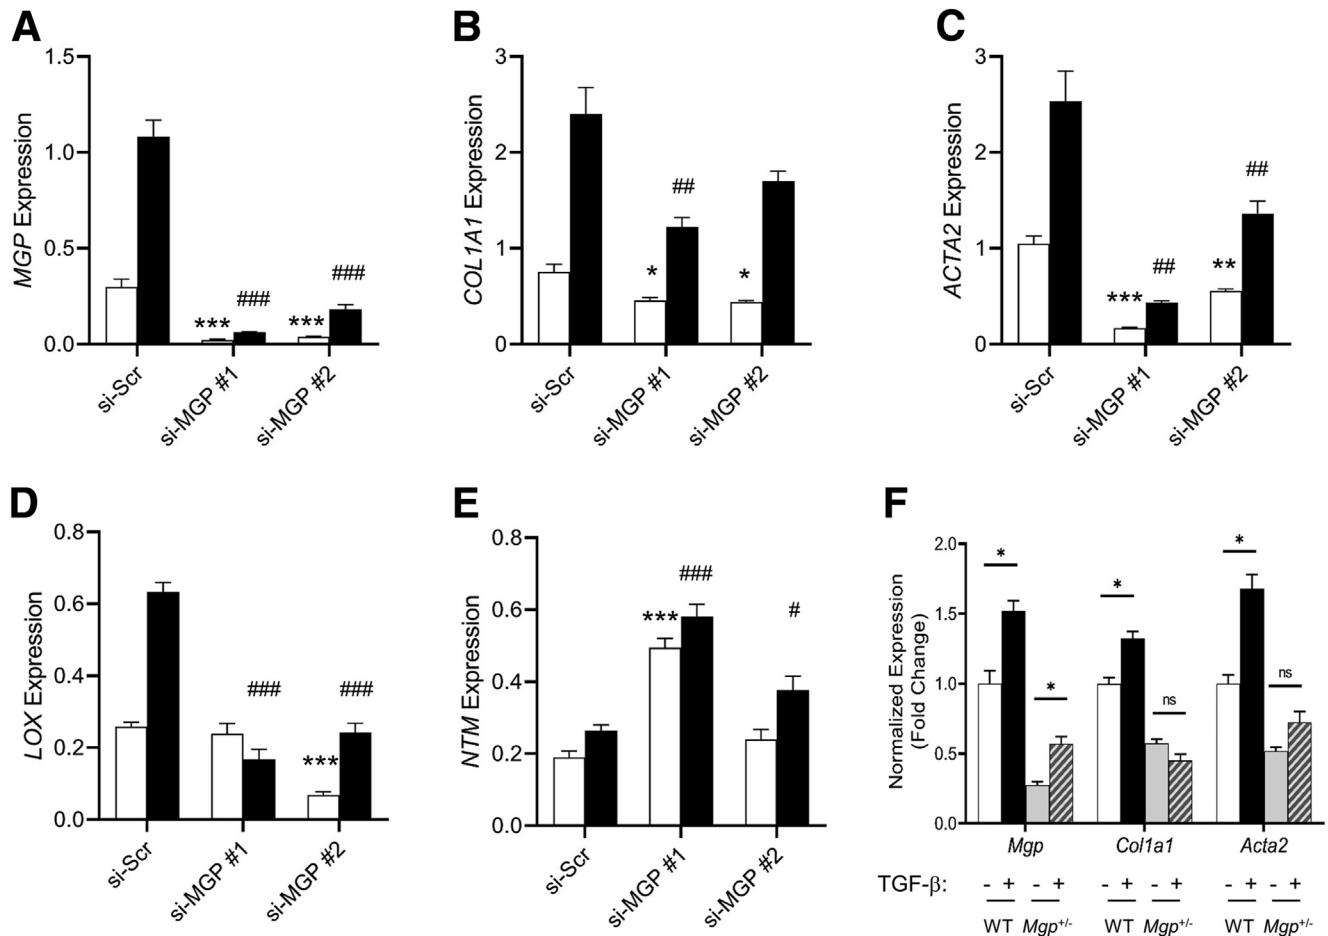 A
MGP Expression
1.5
1.0
0.5
0.0
***
###
***
###
si-Scr
si-MGP #1
si-MGP #2
B
COL1A1 Expression
3
2
1
0
*
##
*
si-Scr
si-MGP #1
si-MGP #2
C
ACTA2 Expression
3
2
1
0
***
##
**
##
si-Scr
si-MGP #1
si-MGP #2
D
LOX Expression
0.8
0.6
0.4
0.2
0.0
###
***
###
si-Scr
si-MGP #1
si-MGP #2
E
NTM Expression
0.8
0.6
0.4
0.2
0.0
***
###
#
si-Scr
si-MGP #1
si-MGP #2
F
Normalized Expression
(Fold Change)
2.0
1.5
1.0
0.5
0.0
*
*
*
ns
*
ns
Mgp Col1a1 Acta2
TGF-β: - + - + - + - + - + - +
WT Mgp+/- WT Mgp+/- WT Mgp+/-